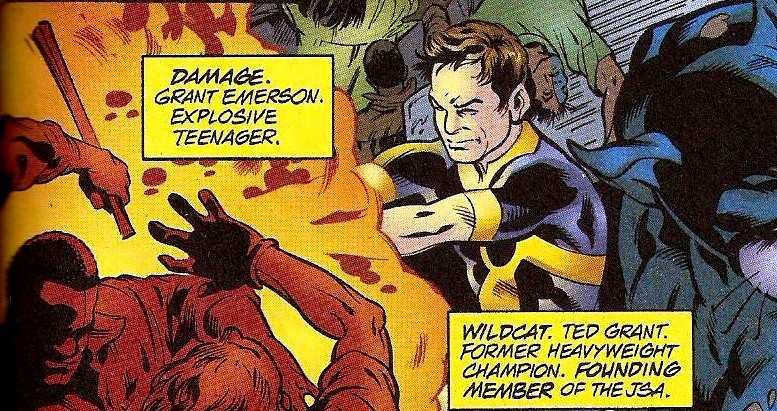 DAMAGE.
GRANT EMERSON.
EXPLOSIVE
TEENAGER.
WILDCAT. TED GRANT.
FORMER HEAVYWEIGHT
CHAMPION. FOUNDING
MEMBER OF THE JSA.